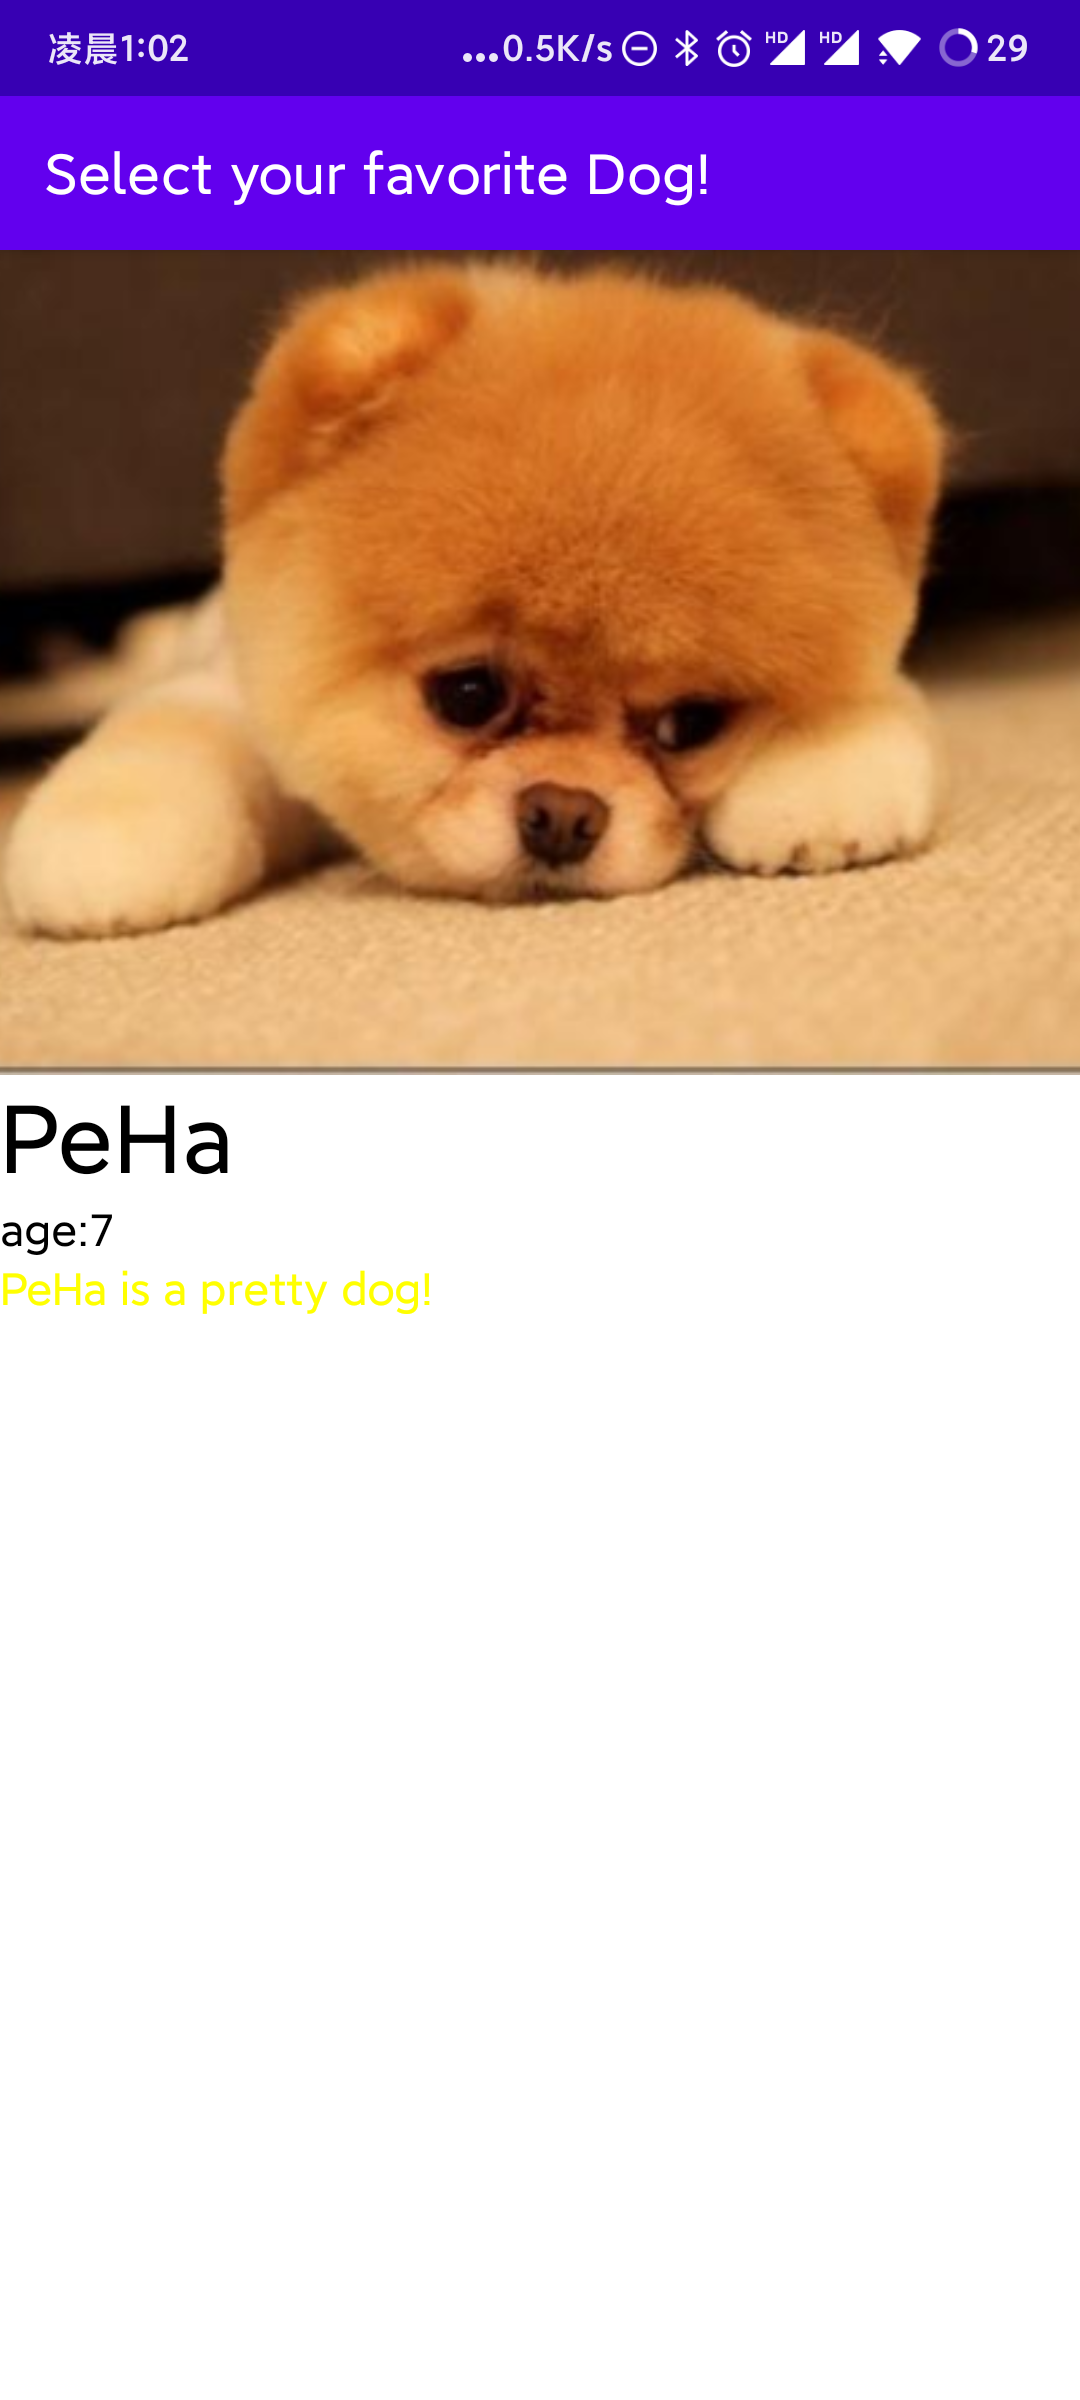 凌晨1:02 ...0.5K/s HD HD 29
Select your favorite Dog!
PeHa
age:7
PeHa is a pretty dog!